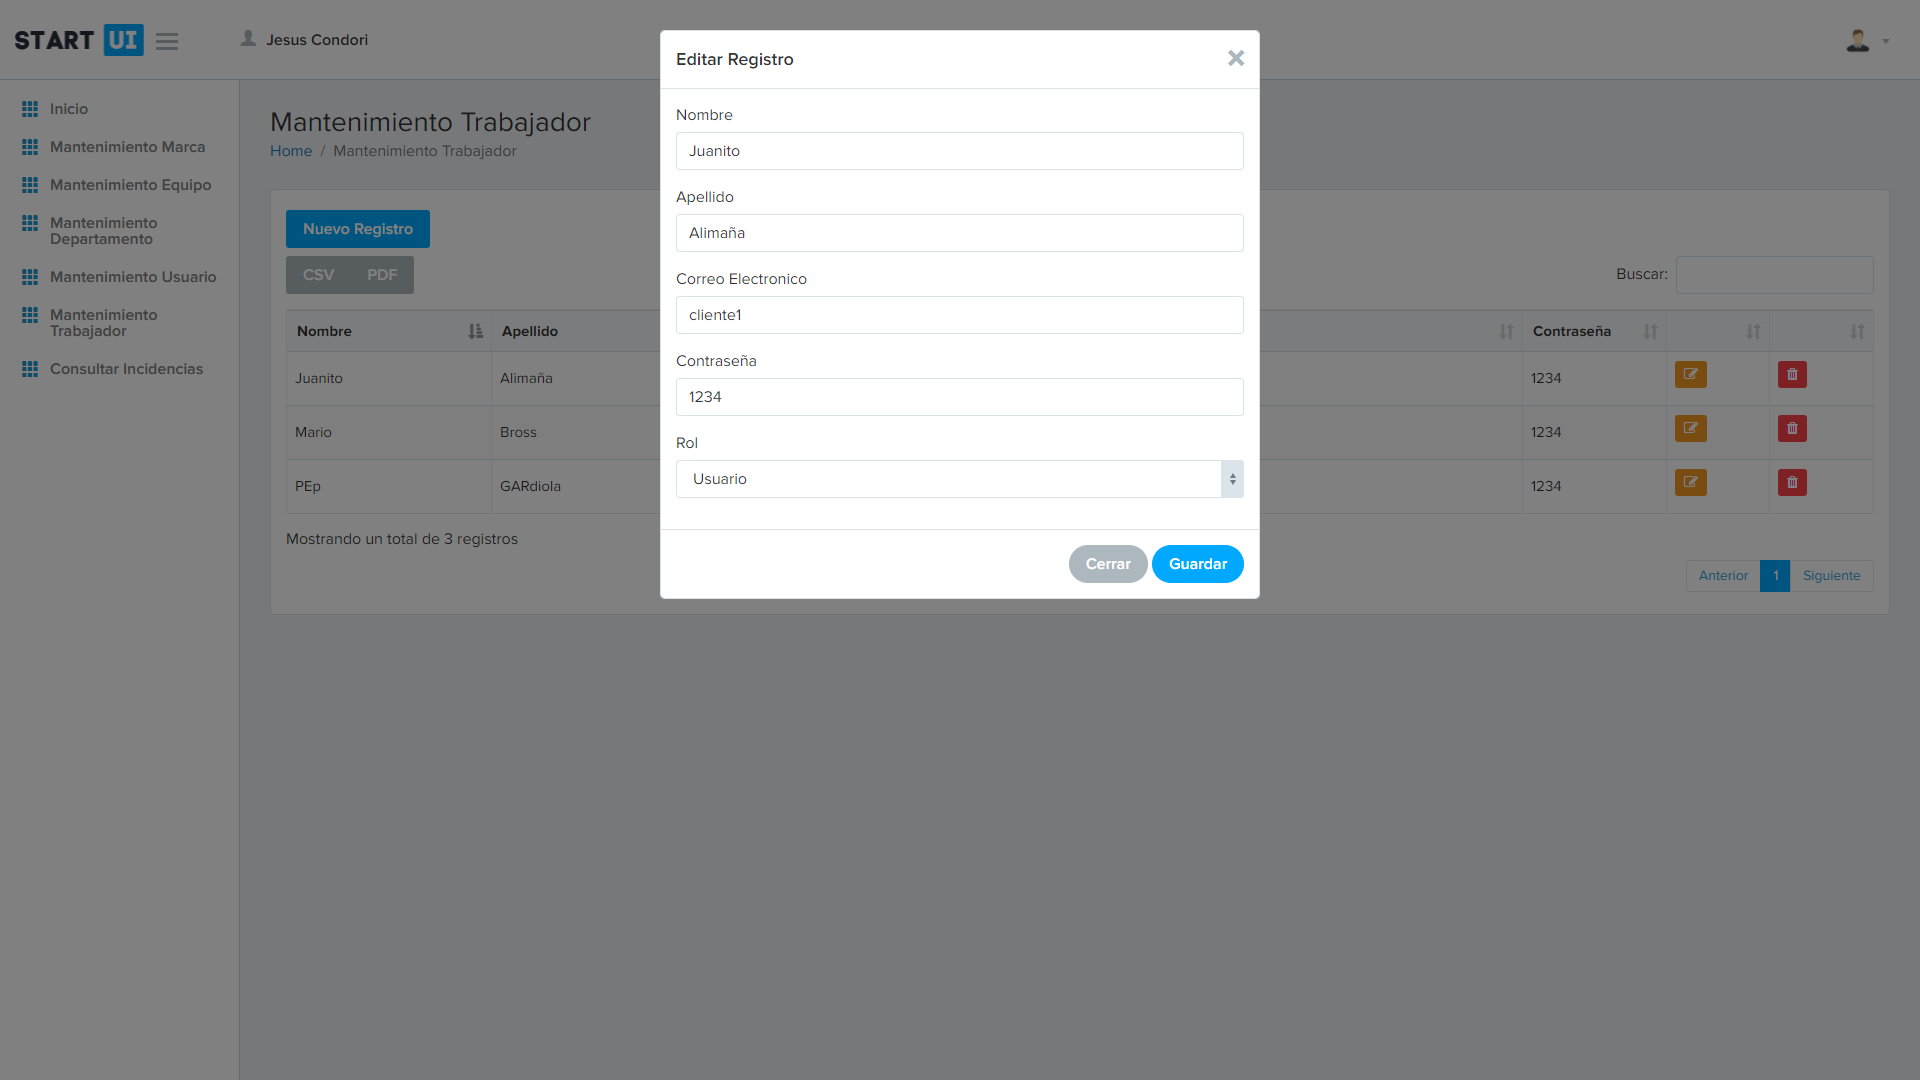 START UI
Jesus Condori
Inicio
Mantenimiento Marca
Mantenimiento Equipo
Mantenimiento
Departamento
Mantenimiento Usuario
Mantenimiento
Trabajador
Consultar Incidencias
Mantenimiento Trabajador
Home / Mantenimiento Trabajador
Nuevo Registro
CSV PDF
Buscar:
Nombre Apellido Contraseña
Juanito Alimaña 1234
Mario Bross 1234
PEp GARdiola 1234
Mostrando un total de 3 registros
Anterior 1 Siguiente
Editar Registro ×
Nombre
Juanito
Apellido
Alimaña
Correo Electronico
cliente1
Contraseña
1234
Rol
Usuario
Cerrar Guardar